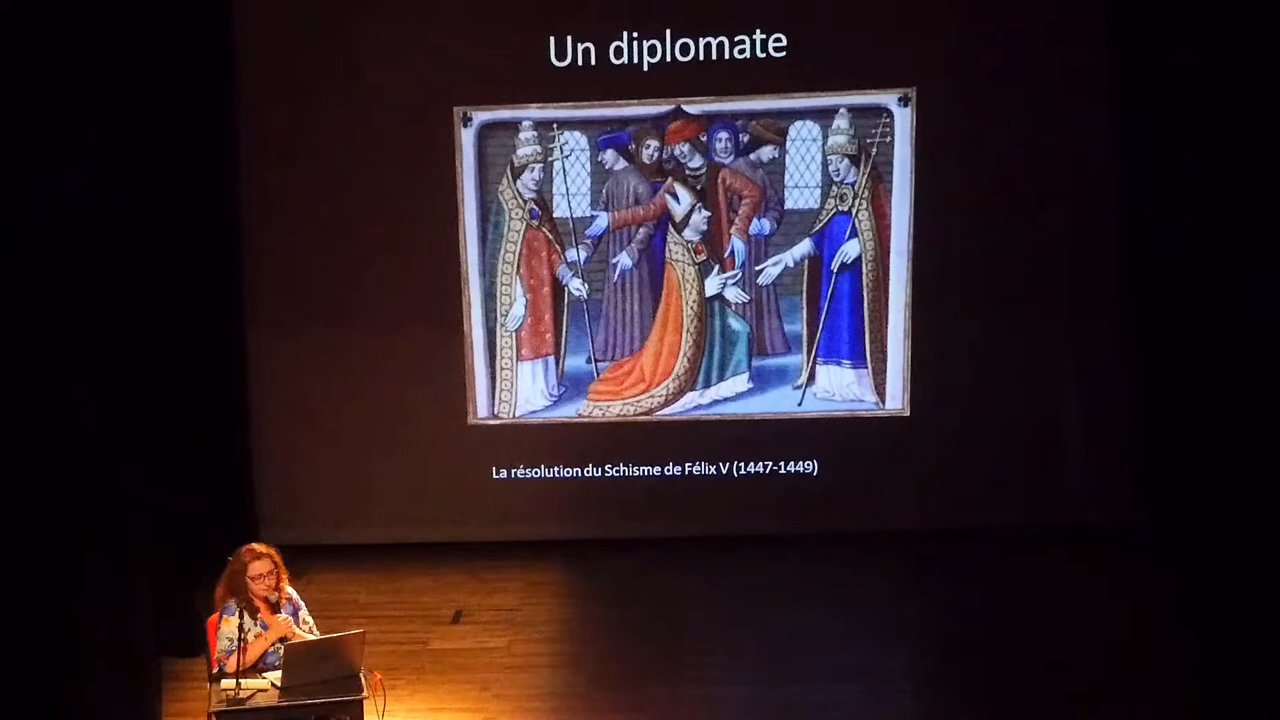 Un diplomate
La résolution du Schisme de Félix V (1447-1449)